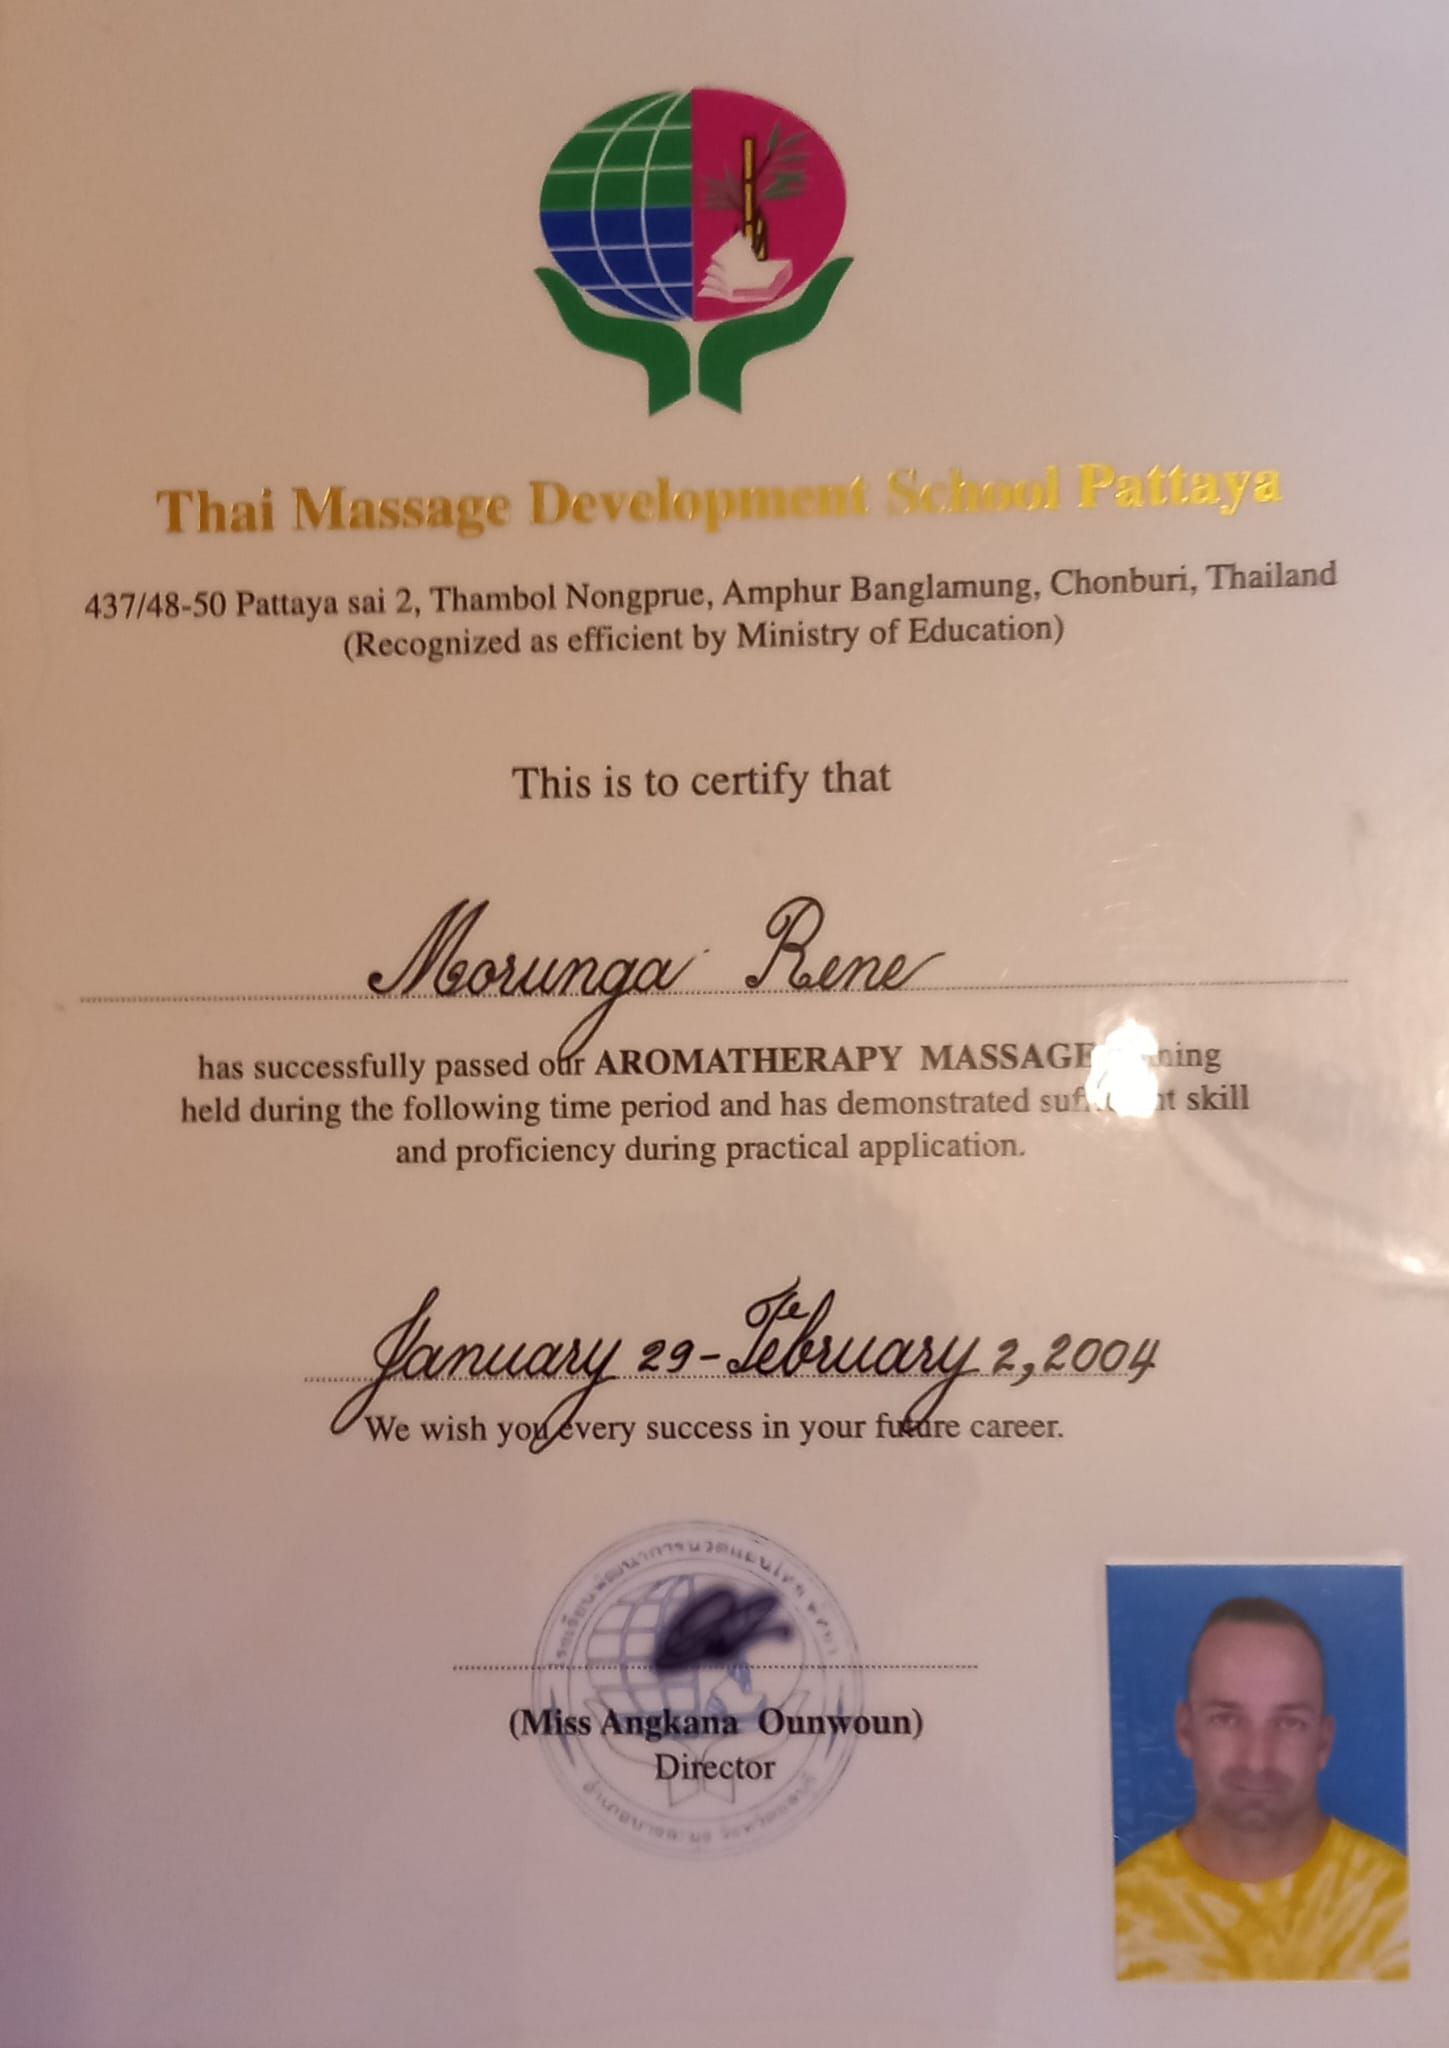 Thai Massage Development School Pattaya
437/48-50 Pattaya sai 2, Thambol Nongprue, Amphur Banglamung, Chonburi, Thailand
(Recognized as efficient by Ministry of Education)
This is to certify that
Morunga Rene
has successfully passed our AROMATHERAPY MASSAGE
held during the following time period and has demonstrated skill
and proficiency during practical application.
January 29-February 2, 2004
We wish you every success in your future career.
(Miss Angkana Ounwoun)
Director